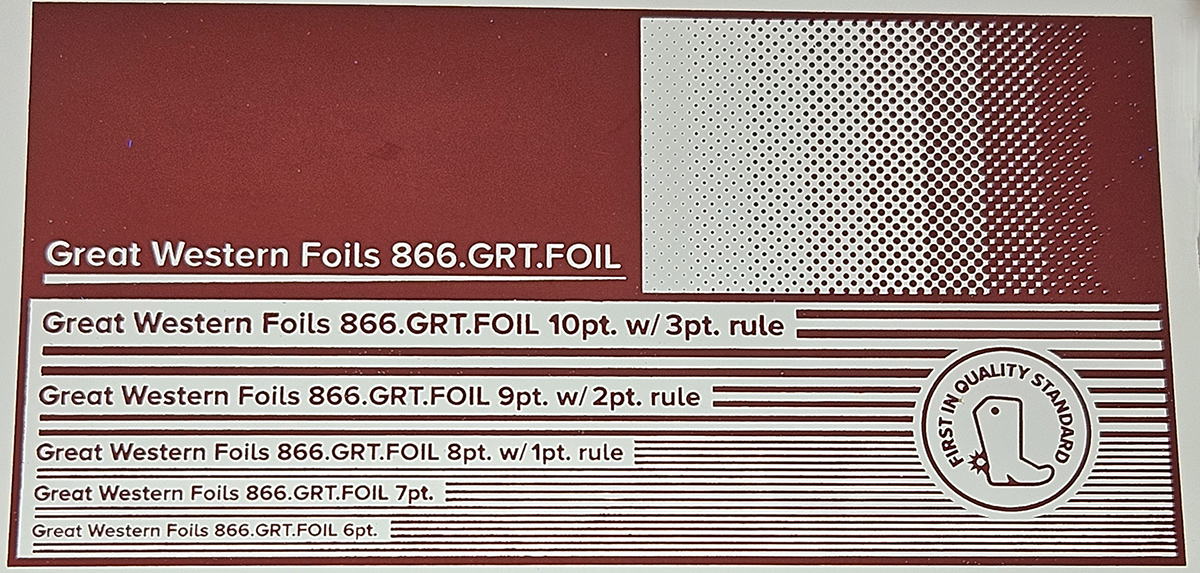 Great Western Foils 866.GRT.FOIL
Great Western Foils 866.GRT.FOIL 10pt. w/ 3pt. rule
Great Western Foils 866.GRT.FOIL 9pt. w/ 2pt. rule
Great Western Foils 866.GRT.FOIL 8pt. w/ 1pt. rule
Great Western Foils 866.GRT.FOIL 7pt.
Great Western Foils 866.GRT.FOIL 6pt.
FIRST IN QUALITY STANDARD